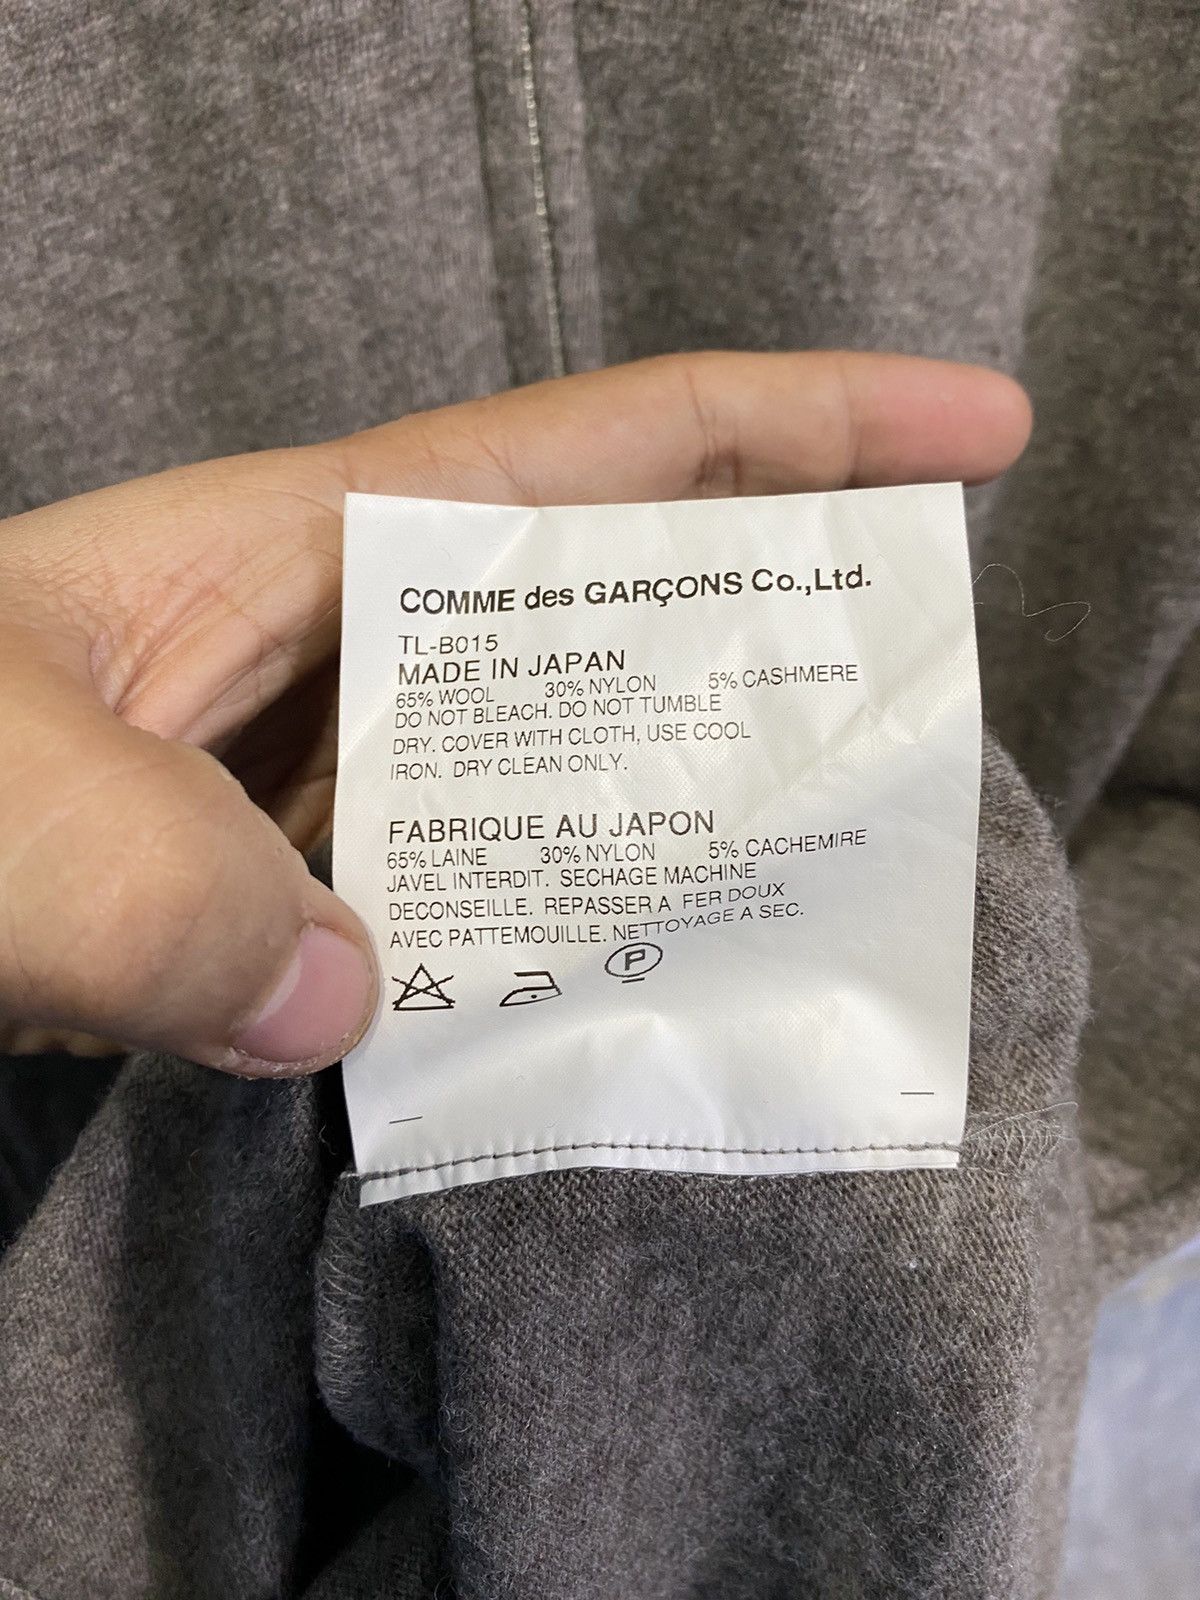 COMME des GARÇONS Co.,Ltd.
TL-B015
MADE IN JAPAN
65% WOOL 30% NYLON 5% CASHMERE
DO NOT BLEACH. DO NOT TUMBLE
DRY. COVER WITH CLOTH, USE COOL
IRON. DRY CLEAN ONLY.
FABRIQUE AU JAPON
65% LAINE 30% NYLON 5% CACHEMIRE
JAVEL INTERDIT. SECHAGE MACHINE
DECONSEILLE. REPASSER A FER DOUX
AVEC PATTEMOUILLE. NETTOYAGE A SEC.
P